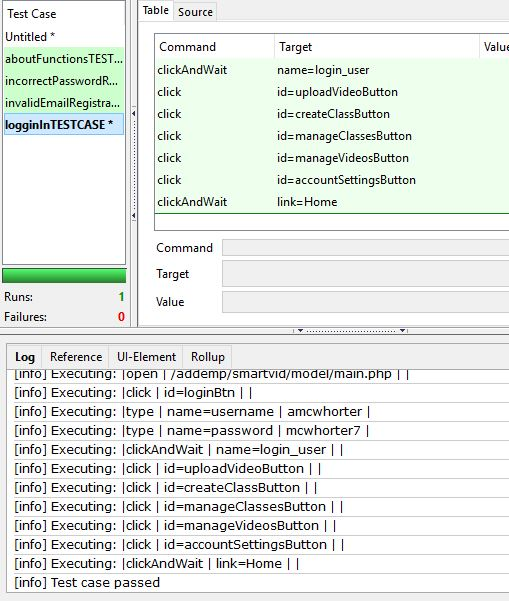 Test Case
Untitled *
aboutFunctionsTEST...
incorrectPasswordR...
invalidEmailRegistra...
logginInTESTCASE *
Runs: 1
Failures: 0
Table Source
Command Target Value
clickAndWait name=login_user
click id=uploadVideoButton
click id=createClassButton
click id=manageClassesButton
click id=manageVideosButton
click id=accountSettingsButton
clickAndWait link=Home
Command
Target
Value
Log Reference UI-Element Rollup
[info] Executing: |open | /addemp/smartvid/model/main.php | |
[info] Executing: |click | id=loginBtn | |
[info] Executing: |type | name=username | amcwhorter |
[info] Executing: |type | name=password | mcwhorter7 |
[info] Executing: |clickAndWait | name=login_user | |
[info] Executing: |click | id=uploadVideoButton | |
[info] Executing: |click | id=createClassButton | |
[info] Executing: |click | id=manageClassesButton | |
[info] Executing: |click | id=manageVideosButton | |
[info] Executing: |click | id=accountSettingsButton | |
[info] Executing: |clickAndWait | link=Home | |
[info] Test case passed